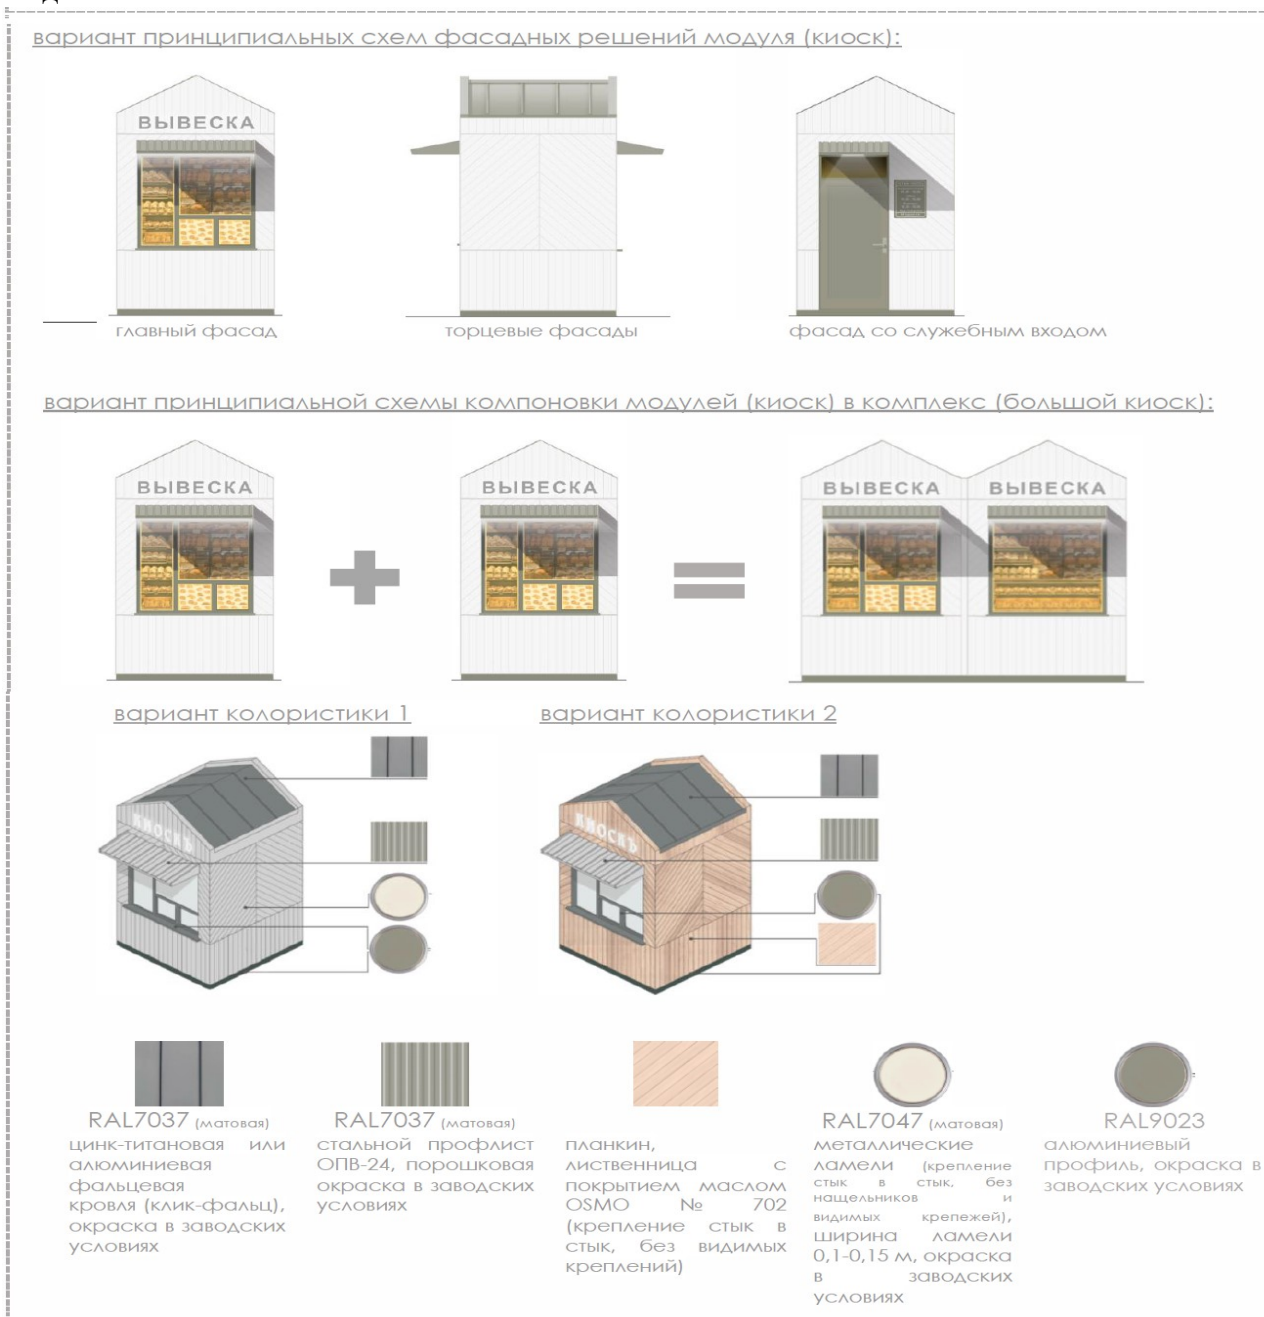 вариант принципиальных схем фасадных решений модуля (киоск):
ВЫВЕСКА
главный фасад
торцевые фасады
фасад со служебным входом
вариант принципиальной схемы компоновки модулей (киоск) в комплекс (большой киоск):
ВЫВЕСКА
ВЫВЕСКА
ВЫВЕСКА
ВЫВЕСКА
вариант колористики 1
вариант колористики 2
КИОСКЪ
КИОСКЪ
RAL7037 (матовая)
цинк-титановая или
алюминиевая
фальцевая
кровля (клик-фальц),
окраска в заводских
условиях
RAL7037 (матовая)
стальной профлист
ОПВ-24, порошковая
окраска в заводских
условиях
планкин,
лиственница с
покрытием маслом
OSMO № 702
(крепление стык в
стык, без видимых
креплений)
RAL7047 (матовая)
металлические
ламели (крепление
стык в стык, без
нащельников и
видимых крепежей),
ширина ламели
0,1-0,15 м, окраска
в заводских
условиях
RAL9023
алюминиевый
профиль, окраска в
заводских условиях